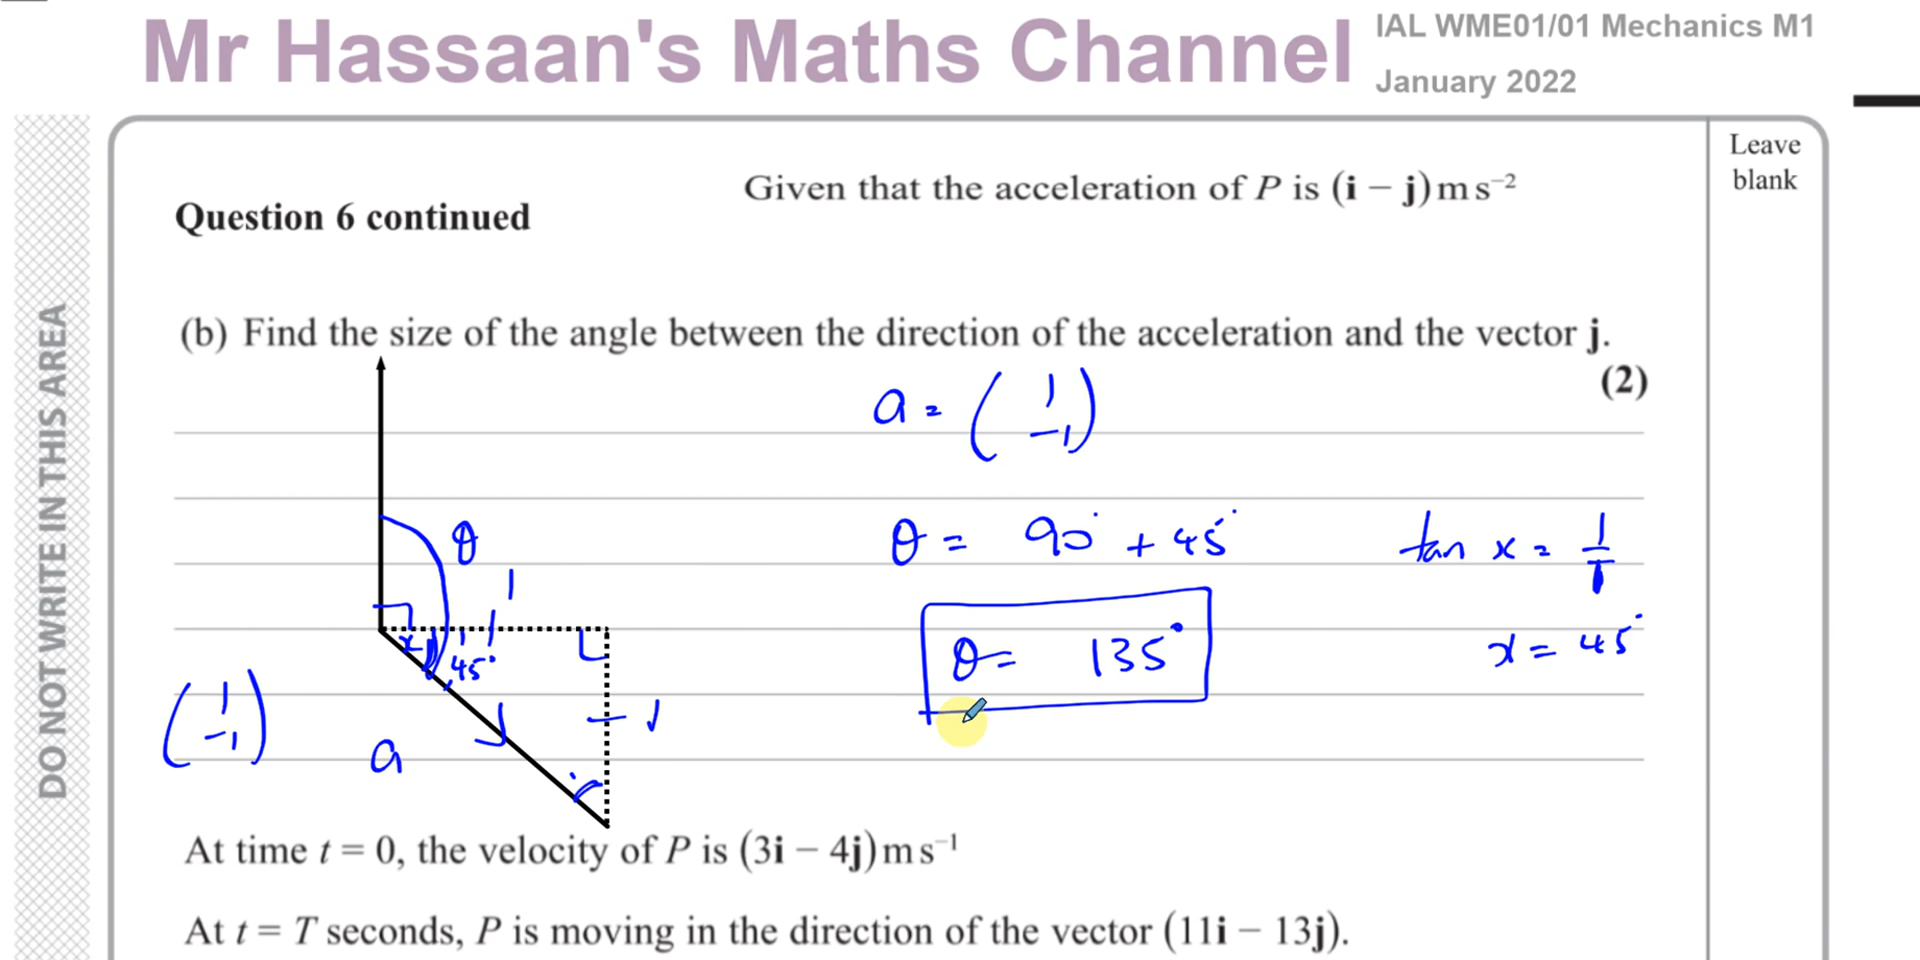 Mr Hassaan's Maths Channel
IAL WME01/01 Mechanics M1
January 2022
Leave
blank
DO NOT WRITE IN THIS AREA
Given that the acceleration of P is (i − j) m s⁻²
Question 6 continued
(b) Find the size of the angle between the direction of the acceleration and the vector j.
(2)
a = (1 −1)
θ
θ = 90° + 45°
tan x = 1/1
1
x
45°
θ = 135°
x = 45°
(1 −1)
a
−1
At time t = 0, the velocity of P is (3i − 4j) m s⁻¹
At t = T seconds, P is moving in the direction of the vector (11i − 13j).